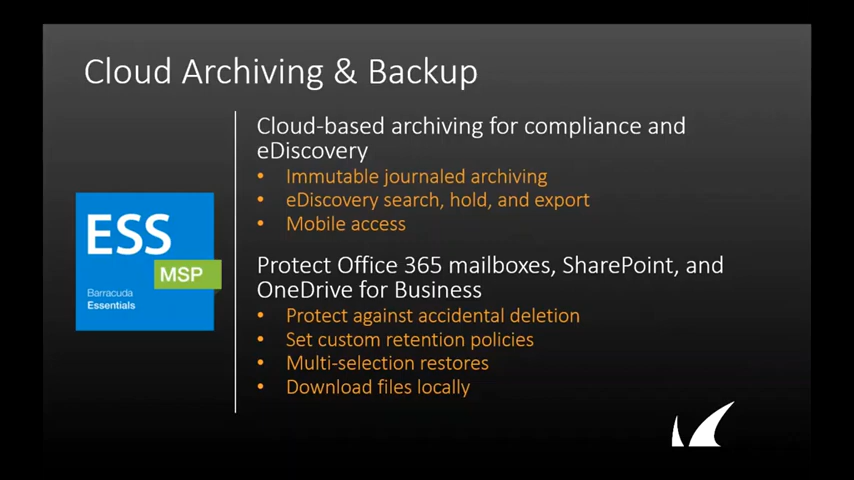 Cloud Archiving & Backup
Cloud-based archiving for compliance and
eDiscovery
• Immutable journaled archiving
• eDiscovery search, hold, and export
• Mobile access
ESS
MSP
Barracuda
Essentials
Protect Office 365 mailboxes, SharePoint, and
OneDrive for Business
• Protect against accidental deletion
• Set custom retention policies
• Multi-selection restores
• Download files locally